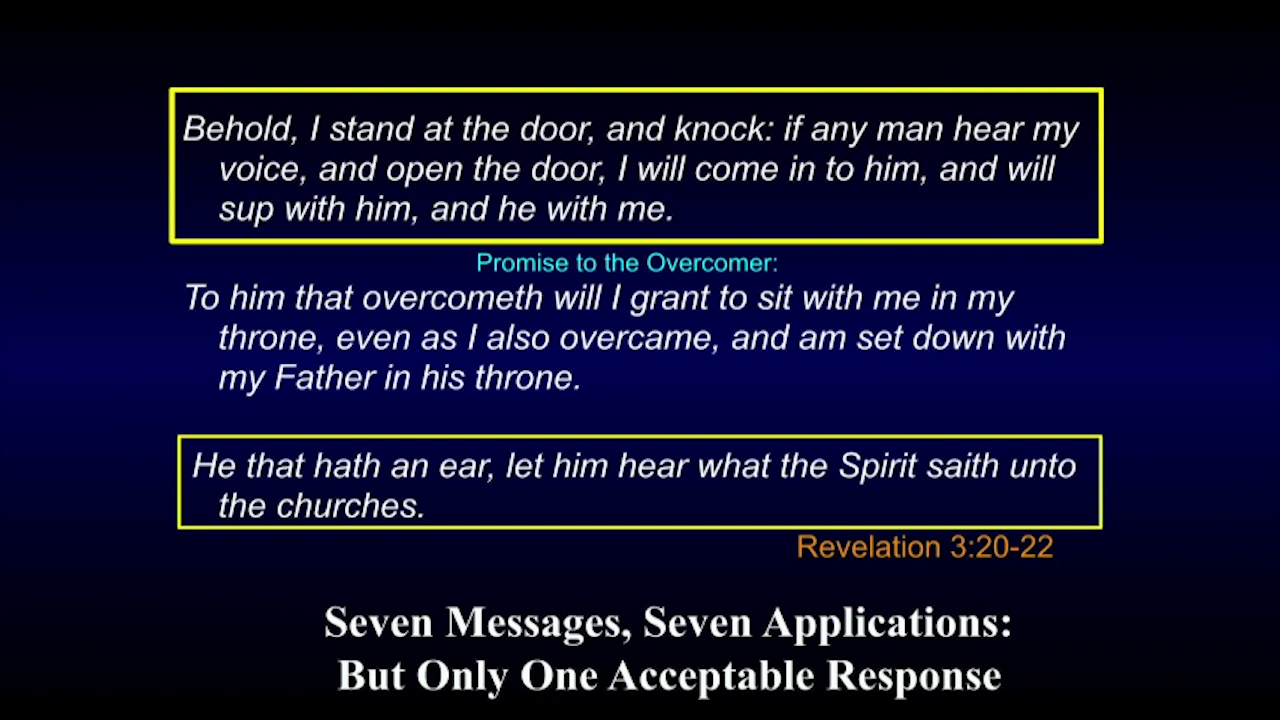 Behold, I stand at the door, and knock: if any man hear my
voice, and open the door, I will come in to him, and will
sup with him, and he with me.
Promise to the Overcomer:
To him that overcometh will I grant to sit with me in my
throne, even as I also overcame, and am set down with
my Father in his throne.
He that hath an ear, let him hear what the Spirit saith unto
the churches.
Revelation 3:20-22
Seven Messages, Seven Applications:
But Only One Acceptable Response